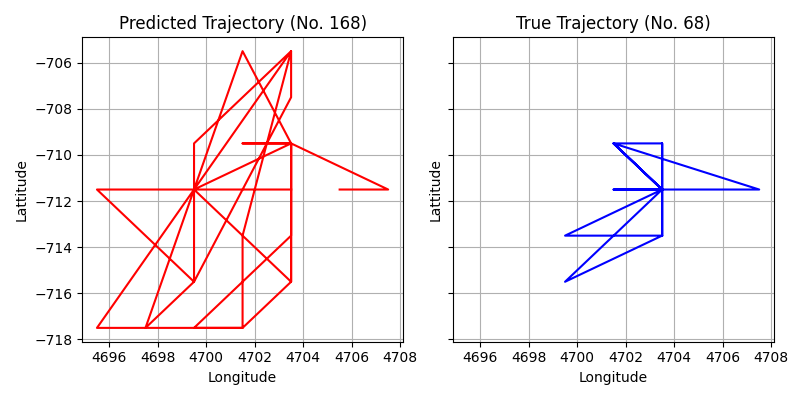 Predicted Trajectory (No. 168)
True Trajectory (No. 68)
−706
−708
−710
−712
−714
−716
−718
Lattitude
Lattitude
4696 4698 4700 4702 4704 4706 4708
4696 4698 4700 4702 4704 4706 4708
Longitude
Longitude